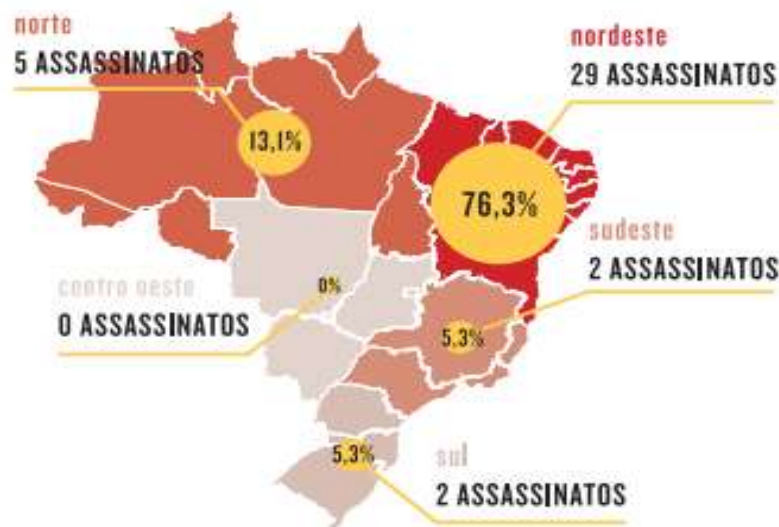 norte
5 ASSASSINATOS
13,1%
nordeste
29 ASSASSINATOS
76,3%
sudeste
2 ASSASSINATOS
5,3%
centro oeste
0 ASSASSINATOS
0%
sul
2 ASSASSINATOS
5,3%